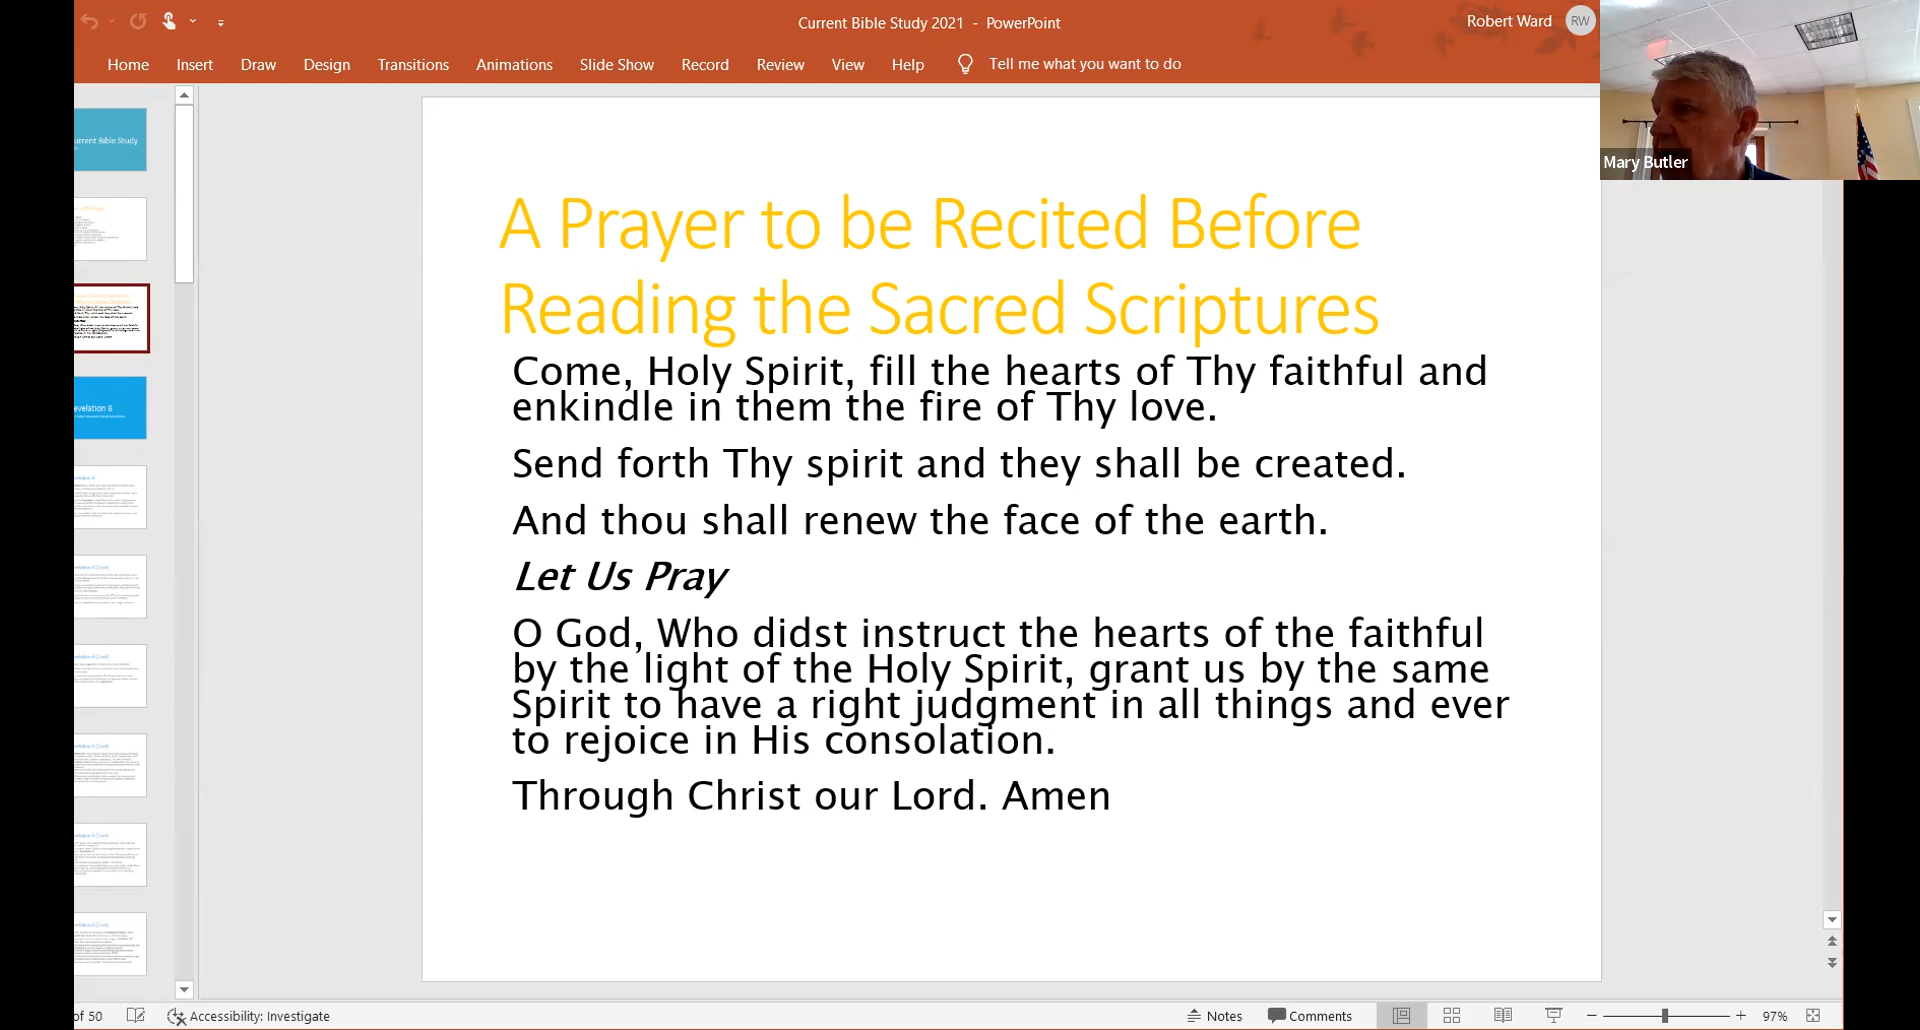 Current Bible Study 2021 - PowerPoint
Robert Ward
RW
Home Insert Draw Design Transitions Animations Slide Show Record Review View Help Tell me what you want to do
Mary Butler
urrent Bible Study
evelation 8
A Prayer to be Recited Before
Reading the Sacred Scriptures
Come, Holy Spirit, fill the hearts of Thy faithful and
enkindle in them the fire of Thy love.
Send forth Thy spirit and they shall be created.
And thou shall renew the face of the earth.
Let Us Pray
O God, Who didst instruct the hearts of the faithful
by the light of the Holy Spirit, grant us by the same
Spirit to have a right judgment in all things and ever
to rejoice in His consolation.
Through Christ our Lord. Amen
of 50
Accessibility: Investigate
Notes
Comments
97%